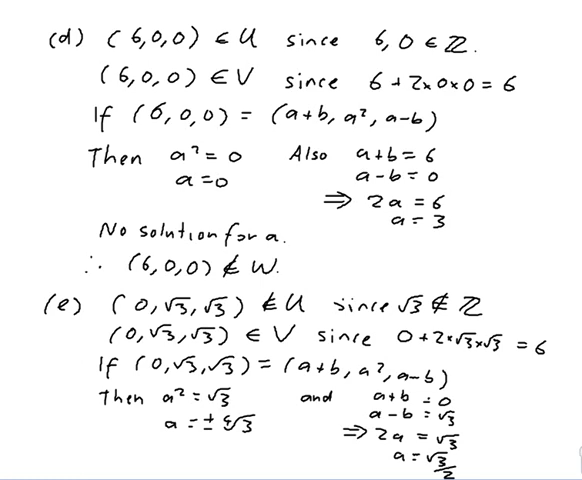 (d) (6,0,0) ∈ U since 6,0 ∈ ℤ.
(6,0,0) ∈ V since 6+2×0×0=6
If (6,0,0) = (a+b, a², a-b)
Then a²=0 Also a+b=6
a=0 a-b=0
⇒ 2a=6
a=3
No solution for a.
∴ (6,0,0) ∉ W.
(e) (0,√3,√3) ∉ U since √3 ∉ ℤ
(0,√3,√3) ∈ V since 0+2×√3×√3 =6
If (0,√3,√3) = (a+b, a², a-b)
Then a²=√3 and a+b=0
a=±∜3 a-b=√3
⇒ 2a=√3
a=√3/2